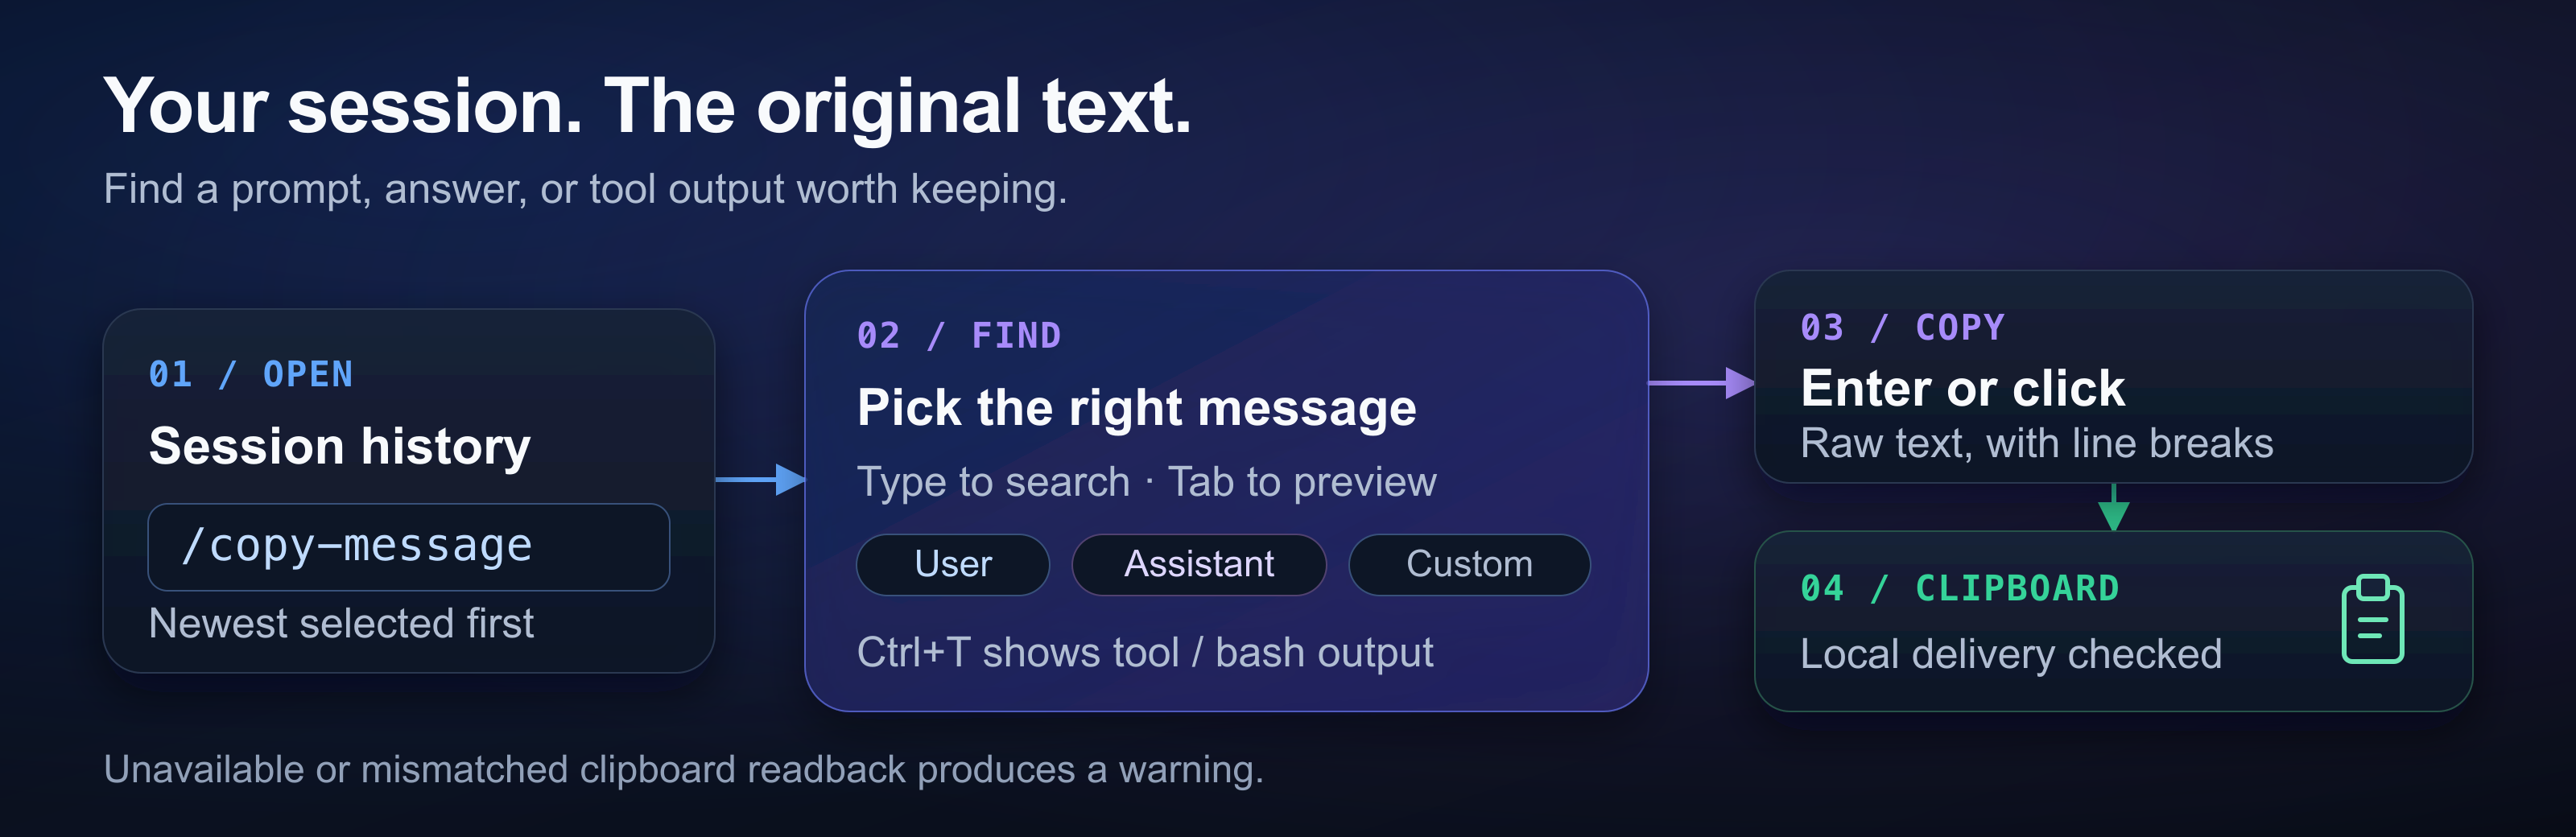 Your session. The original text.
Find a prompt, answer, or tool output worth keeping.
01 / OPEN
Session history
/copy-message
Newest selected first
02 / FIND
Pick the right message
Type to search · Tab to preview
User
Assistant
Custom
Ctrl+T shows tool / bash output
03 / COPY
Enter or click
Raw text, with line breaks
04 / CLIPBOARD
Local delivery checked
Unavailable or mismatched clipboard readback produces a warning.